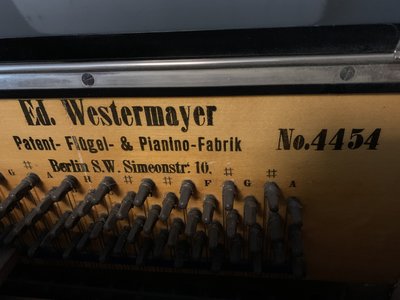 Ed. Westermayer
Patent- Flügel- & Pianino-Fabrik
No. 4454
Berlin S.W. Simeonstr: 10.
G # A # H # # F # G # A